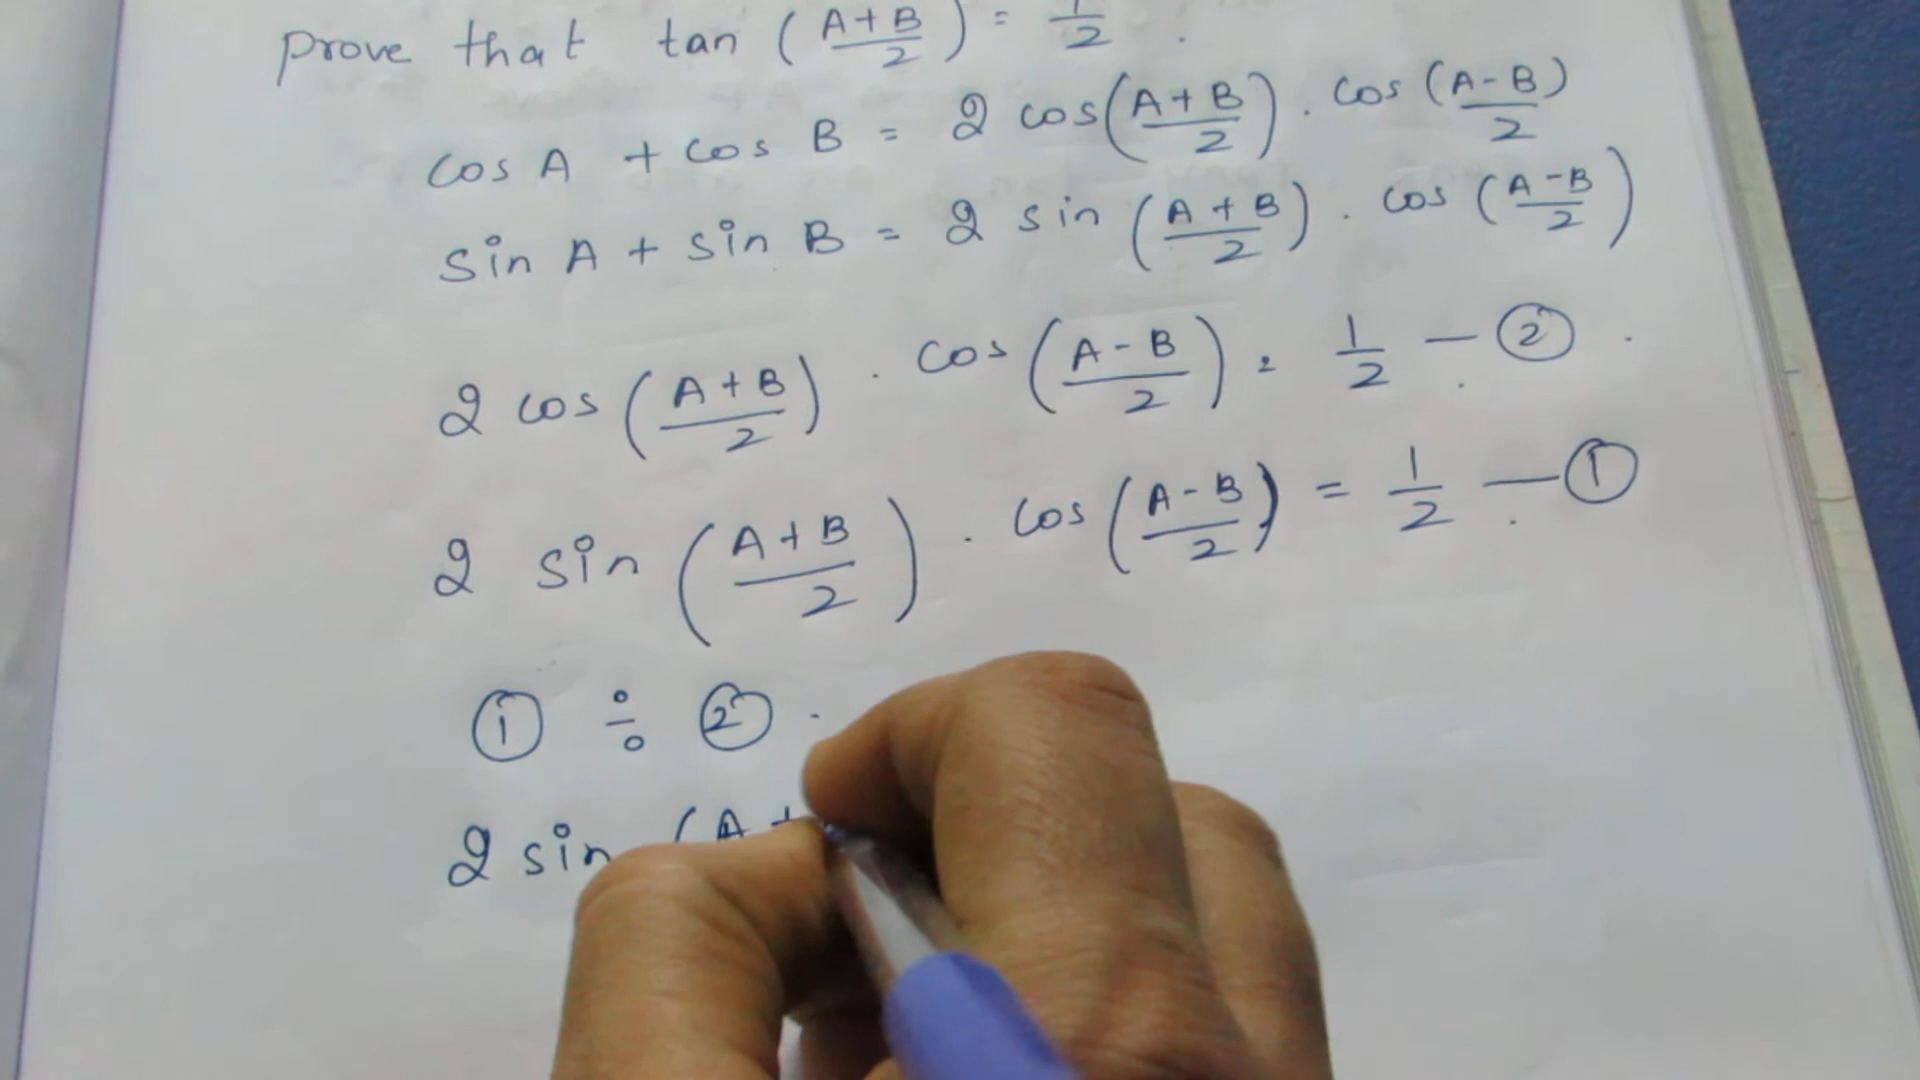 prove that tan (A+B/2) = 1/2 .
cos A + cos B = 2 cos(A+B/2) . cos (A-B/2)
sin A + sin B = 2 sin (A+B/2) . cos (A-B/2)
2 cos (A+B/2) . cos (A-B/2) = 1/2 - ②
2 sin (A+B/2) . cos (A-B/2) = 1/2 - ①
① ÷ ② .
2 sin (A +